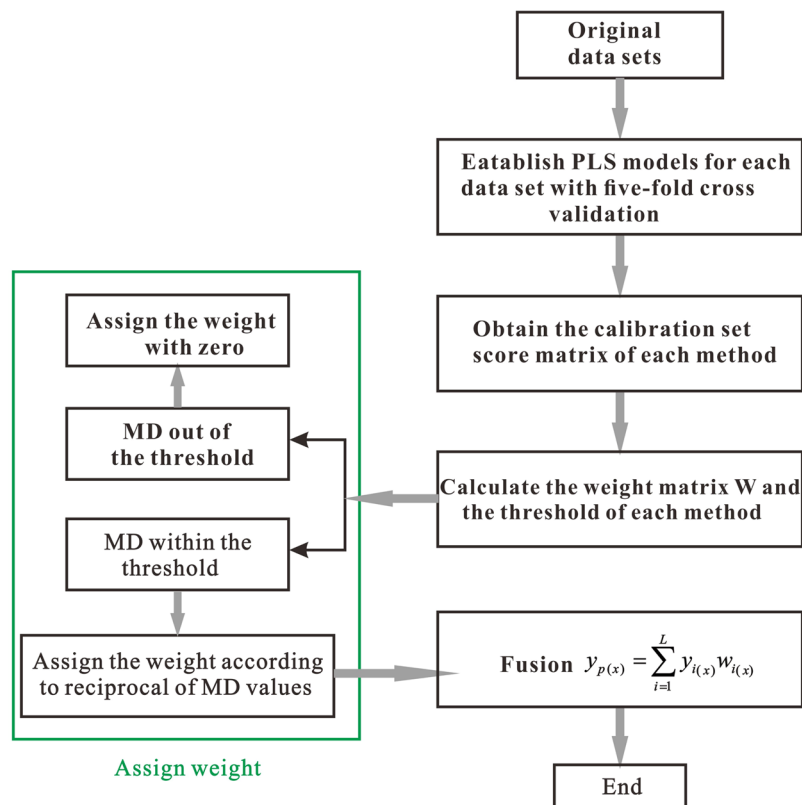 Original
data sets
Eatablish PLS models for each
data set with five-fold cross
validation
Obtain the calibration set
score matrix of each method
Calculate the weight matrix W and
the threshold of each method
Assign the weight
with zero
MD out of
the threshold
MD within the
threshold
Assign the weight according
to reciprocal of MD values
Assign weight
Fusion y_{p(x)} = \sum_{i=1}^{L} y_{i(x)} w_{i(x)}
End